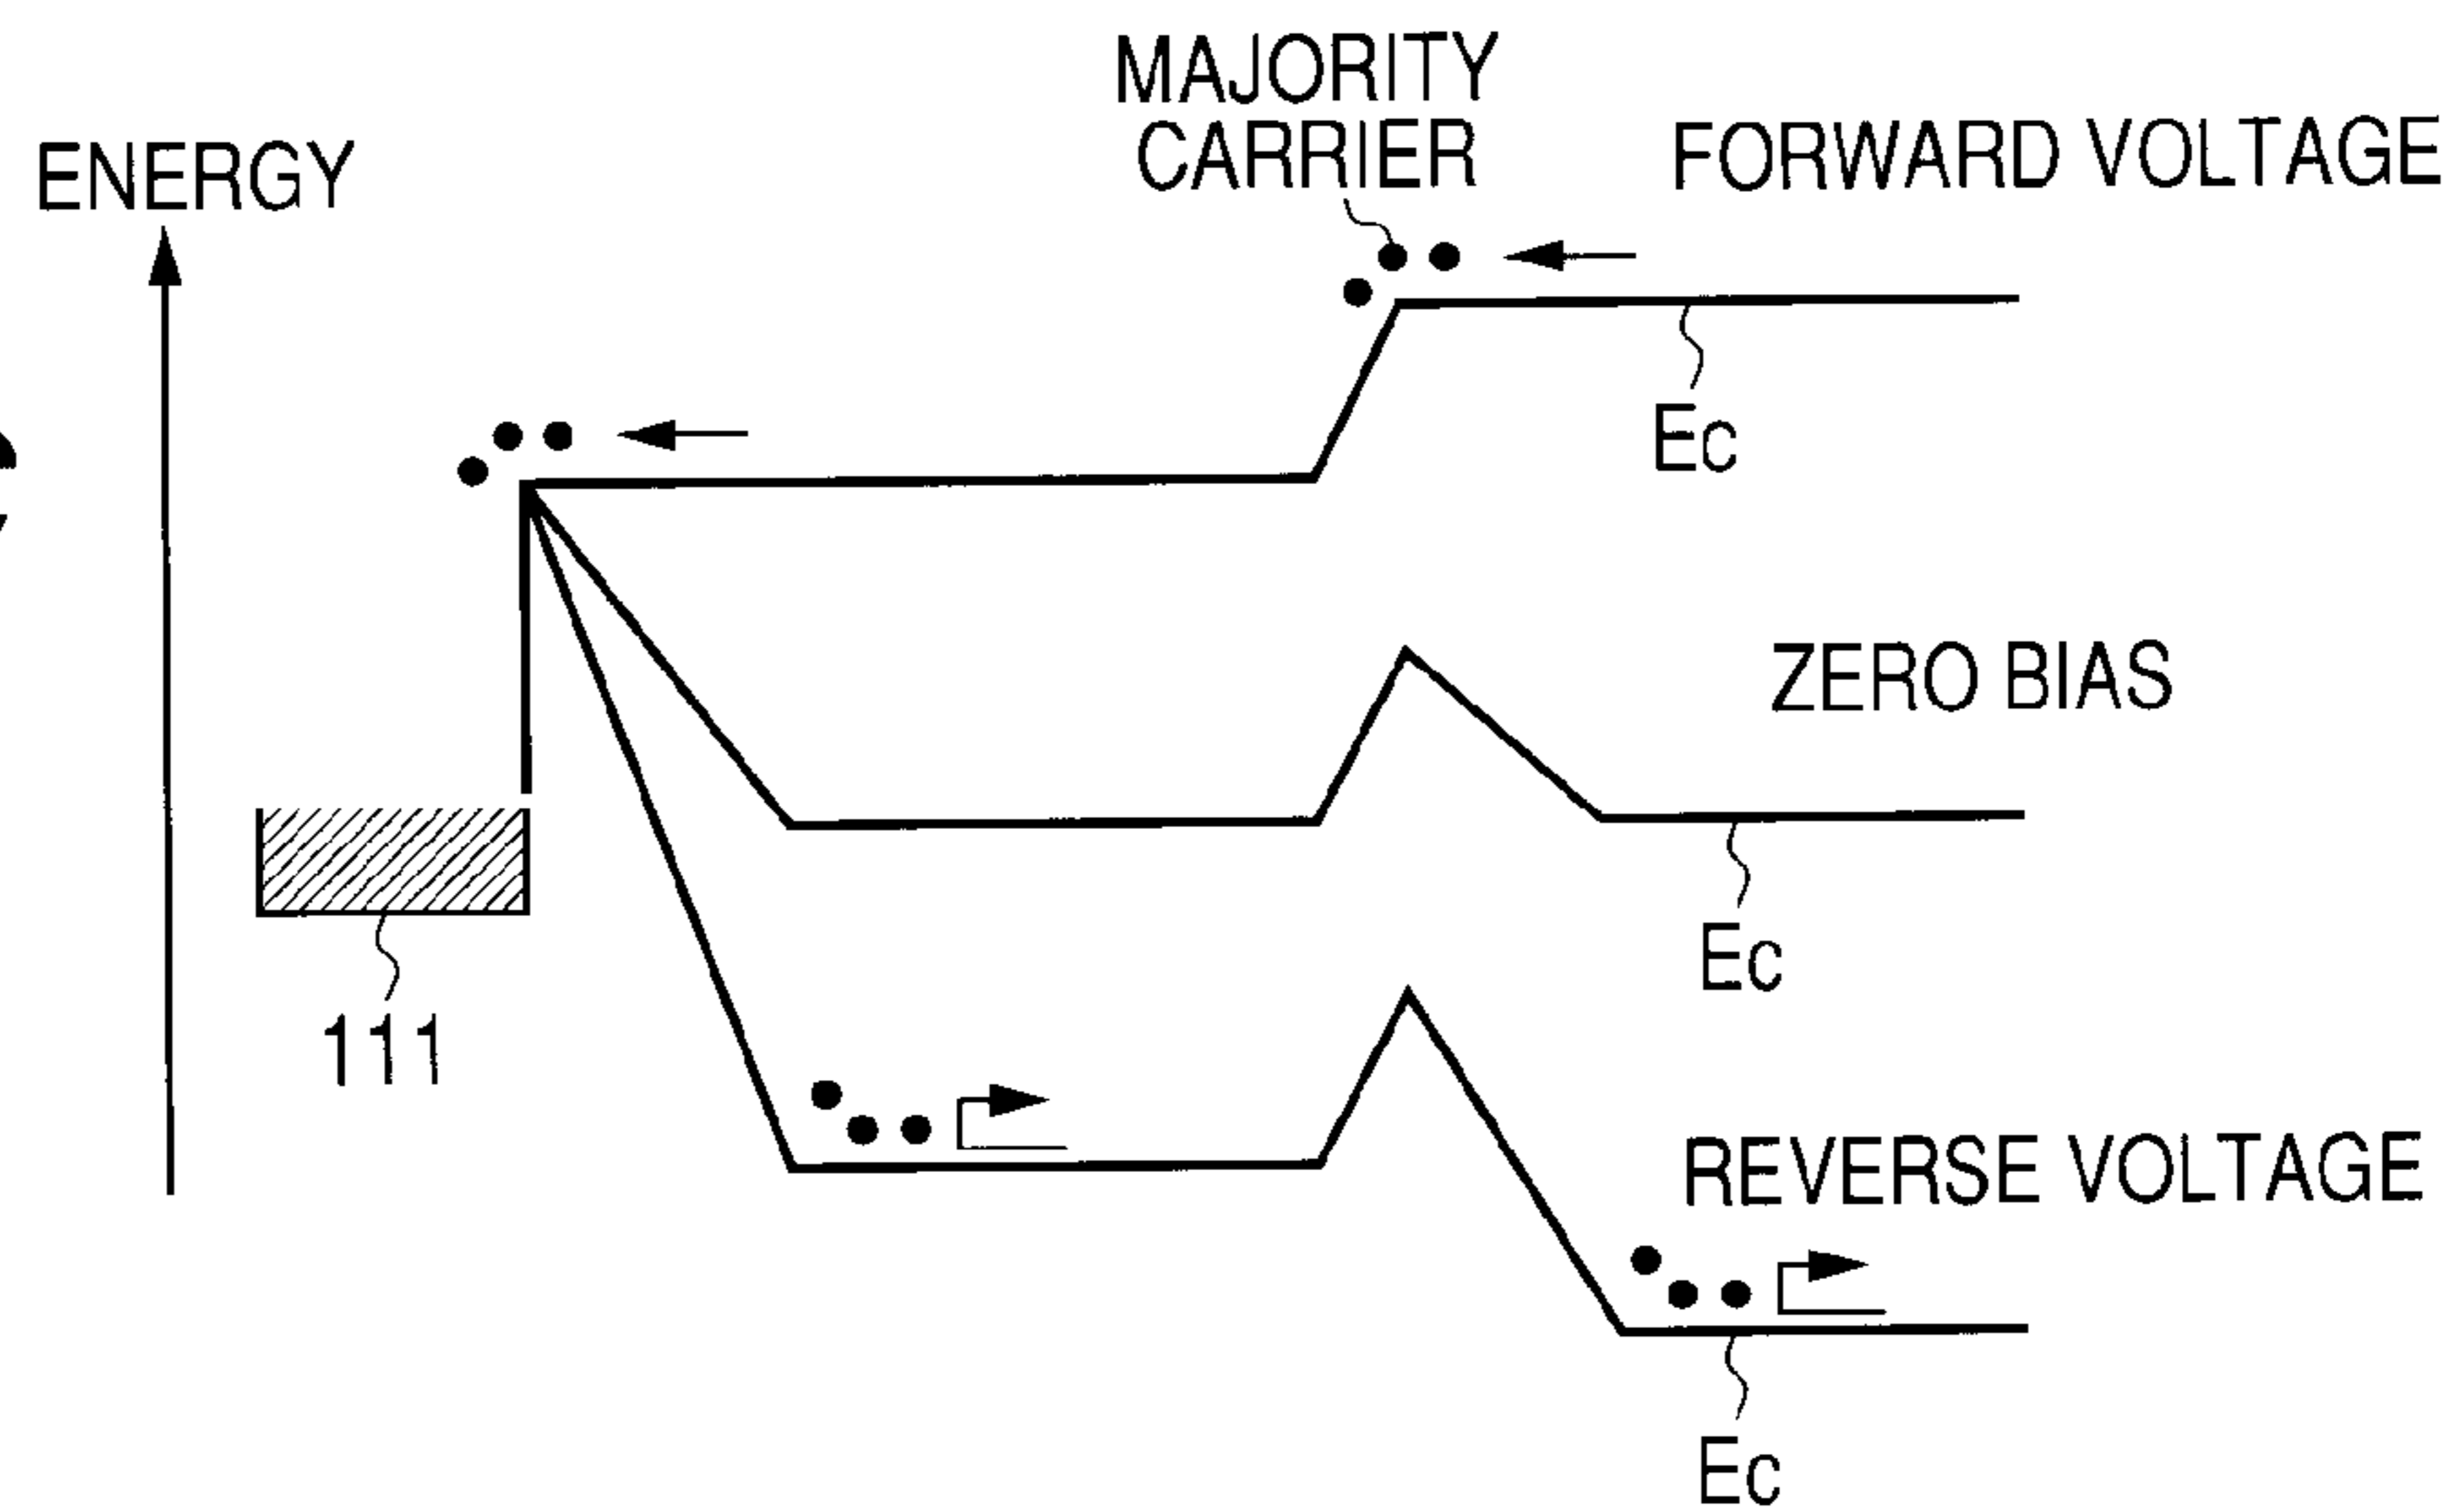 MAJORITY
CARRIER
ENERGY
FORWARD VOLTAGE
Ec
ZERO BIAS
Ec
111
REVERSE VOLTAGE
Ec